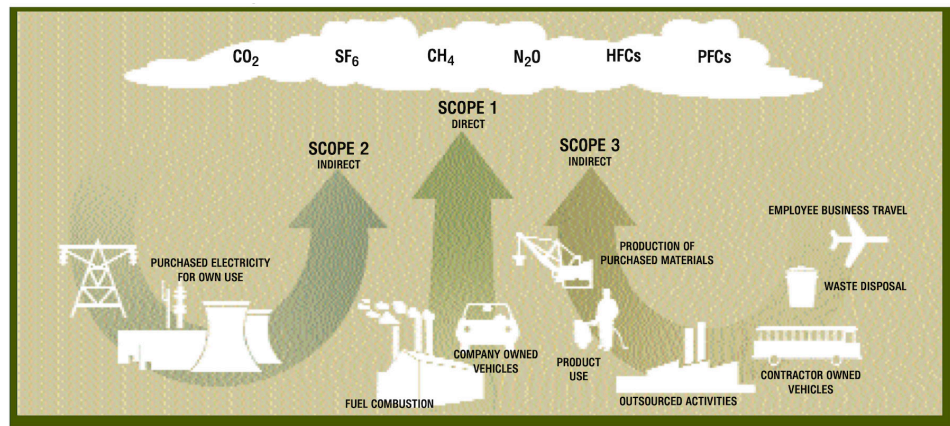 CO₂ SF₆ CH₄ N₂O HFCs PFCs
SCOPE 1
DIRECT
SCOPE 2
INDIRECT
SCOPE 3
INDIRECT
EMPLOYEE BUSINESS TRAVEL
PURCHASED ELECTRICITY
FOR OWN USE
PRODUCTION OF
PURCHASED MATERIALS
WASTE DISPOSAL
COMPANY OWNED
VEHICLES
PRODUCT
USE
CONTRACTOR OWNED
VEHICLES
FUEL COMBUSTION
OUTSOURCED ACTIVITIES